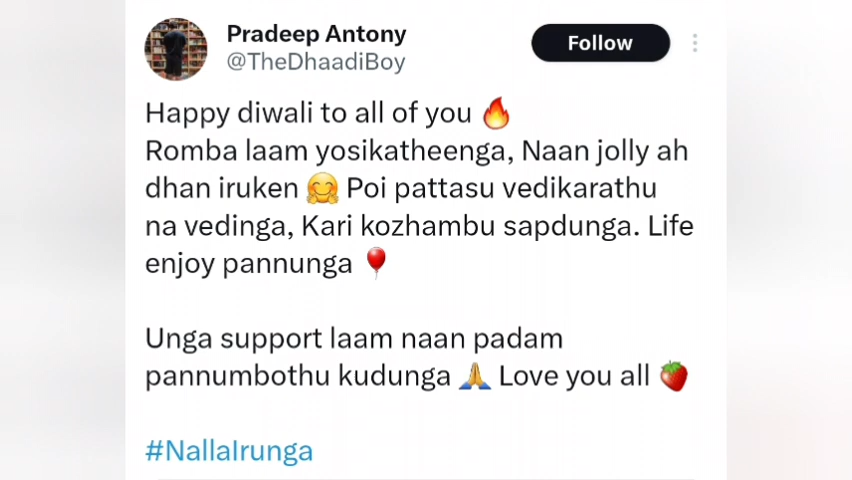 Pradeep Antony
Follow
@TheDhaadiBoy
Happy diwali to all of you 🔥
Romba laam yosikatheenga, Naan jolly ah
dhan iruken 🤗 Poi pattasu vedikarathu
na vedinga, Kari kozhambu sapdunga. Life
enjoy pannunga 🎈
Unga support laam naan padam
pannumbothu kudunga 🙏 Love you all 🍓
#NallaIrunga